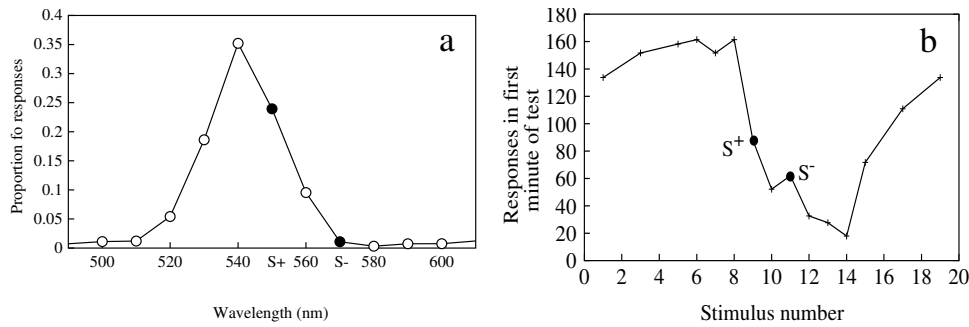 0.4
0.35
0.3
0.25
0.2
0.15
0.1
0.05
0
a
Proportion fo responses
500 520 540 S+ 560 S- 580 600
Wavelength (nm)
180
160
140
120
100
80
60
40
20
0
b
S+
S-
Responses in first
minute of test
0 2 4 6 8 10 12 14 16 18 20
Stimulus number